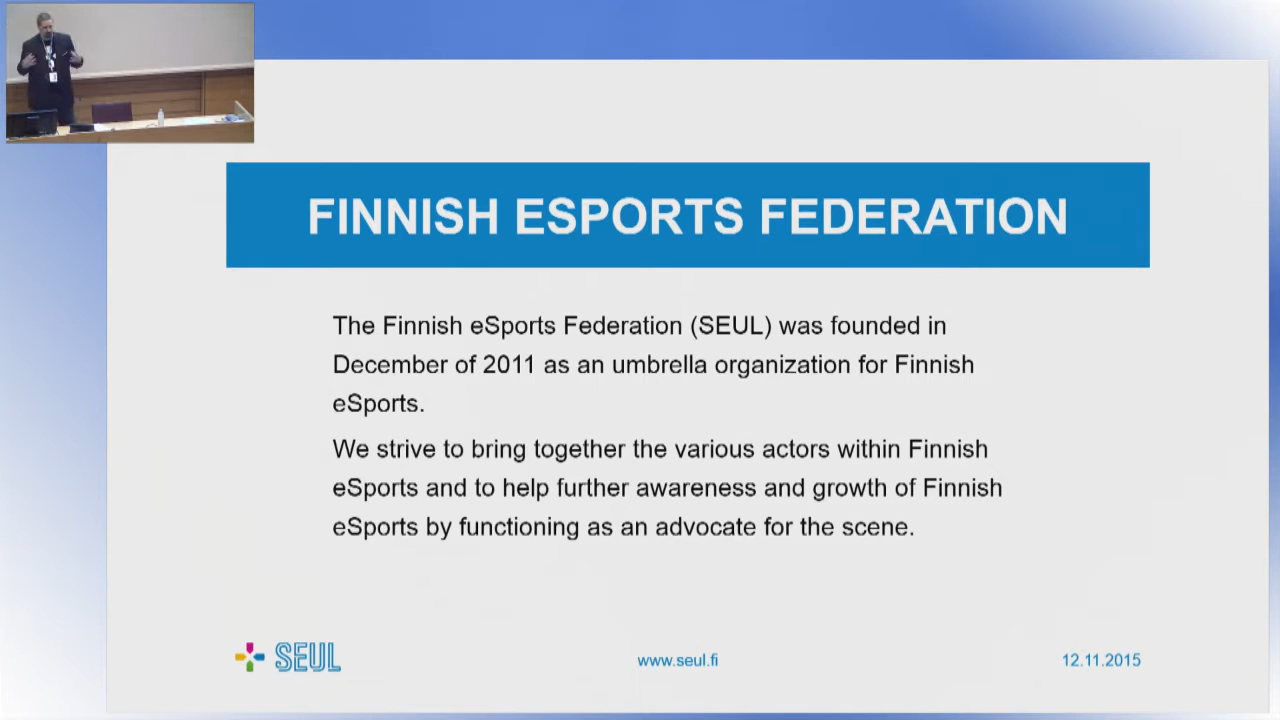 FINNISH ESPORTS FEDERATION
The Finnish eSports Federation (SEUL) was founded in
December of 2011 as an umbrella organization for Finnish
eSports.
We strive to bring together the various actors within Finnish
eSports and to help further awareness and growth of Finnish
eSports by functioning as an advocate for the scene.
SEUL
www.seul.fi
12.11.2015